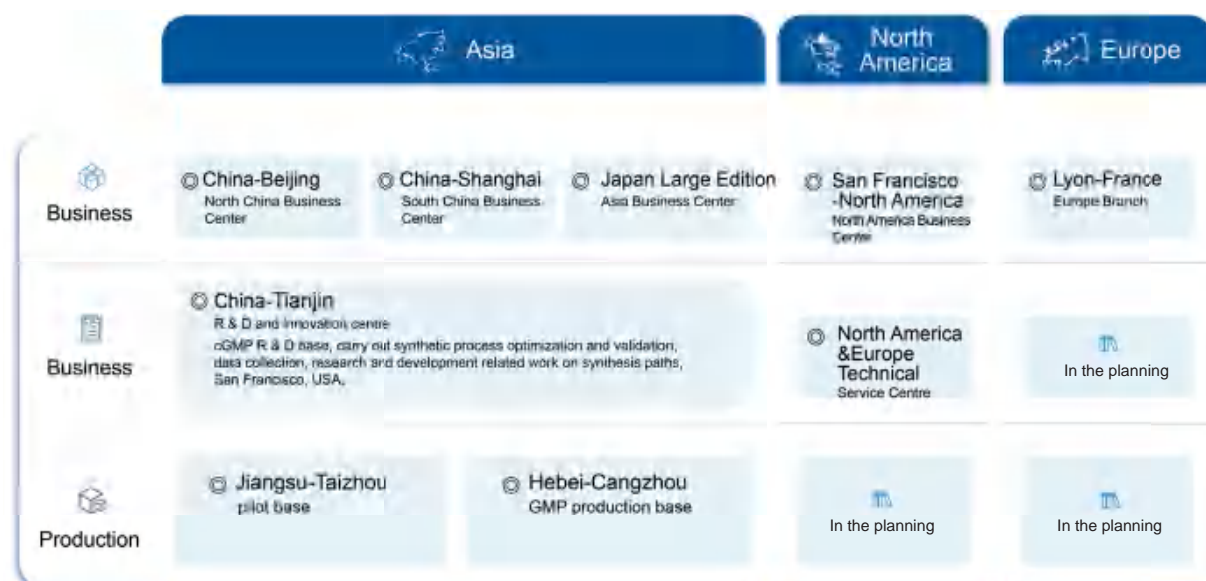 Asia
North
America
Europe
Business
China-Beijing
North China Business
Center
China-Shanghai
South China Business
Center
Japan Large Edition
Asia Business Center
San Francisco
-North America
North America Business
Center
Lyon-France
Europe Branch
Business
China-Tianjin
R & D and innovation centre
cGMP R & D base, carry out synthetic process optimization and validation,
data collection, research and development related work on synthesis paths,
San Francisco, USA,
North America
&Europe
Technical
Service Centre
In the planning
Production
Jiangsu-Taizhou
pilot base
Hebei-Cangzhou
GMP production base
In the planning
In the planning